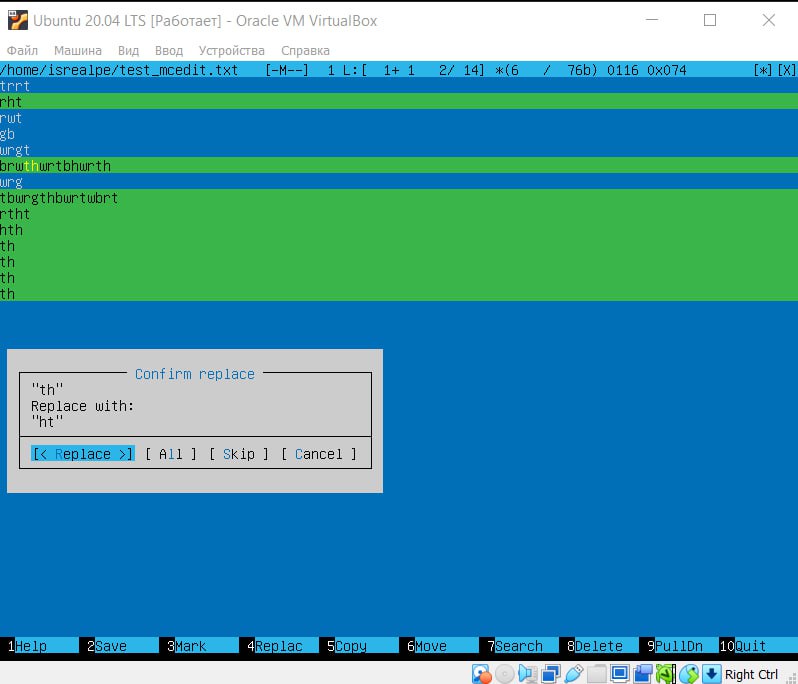 Ubuntu 20.04 LTS [Работает] - Oracle VM VirtualBox
Файл Машина Вид Ввод Устройства Справка
/home/isrealpe/test_mcedit.txt [-M--] 1 L:[ 1+ 1 2/ 14] *(6 / 76b) 0116 0x074 [*][X]
trrt
rht
rwt
gb
wrgt
brwthwrtbhwrth
wrg
tbwrgthbwrtwbrt
rtht
hth
th
th
th
th
Confirm replace
"th"
Replace with:
"ht"
[< Replace >] [ All ] [ Skip ] [ Cancel ]
1Help 2Save 3Mark 4Replac 5Copy 6Move 7Search 8Delete 9PullDn 10Quit
Right Ctrl